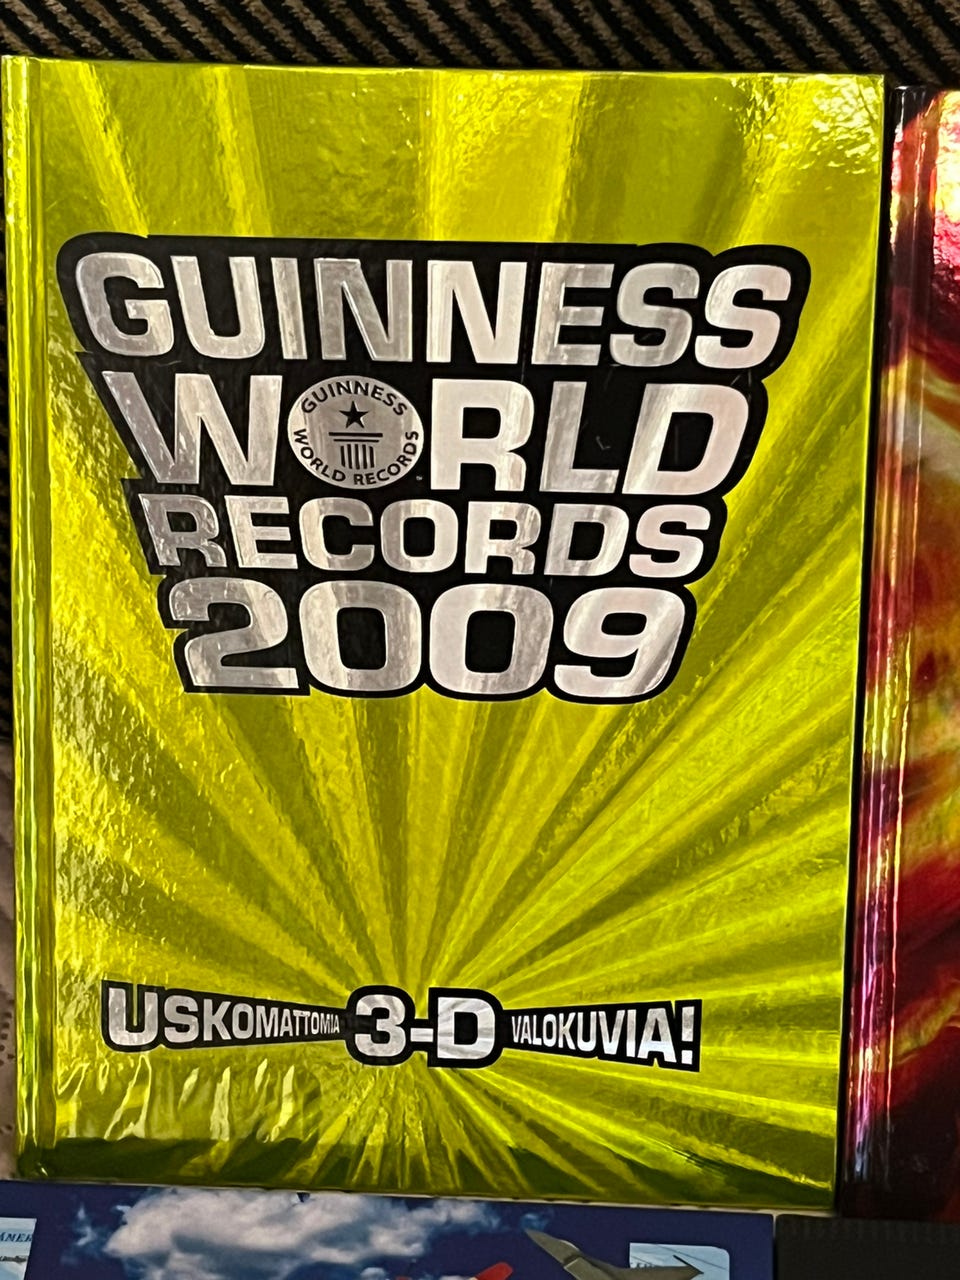 GUINNESS
WORLD
GUINNESS
WORLD RECORDS
RECORDS
2009
USKOMATTOMIA 3-D VALOKUVIA!